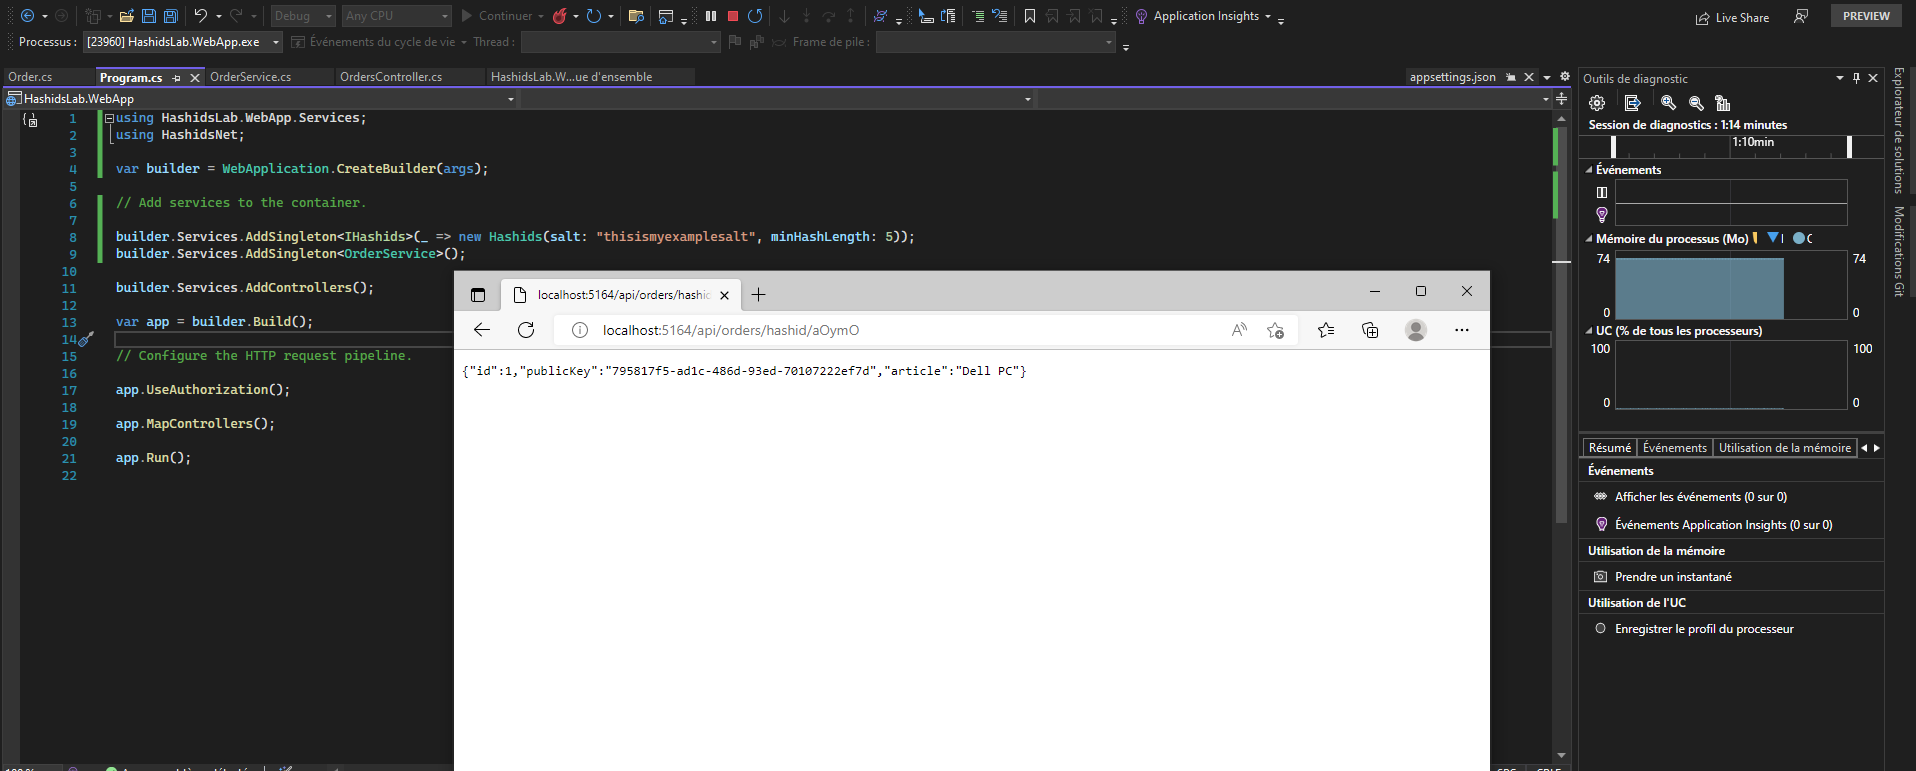 Debug
Any CPU
Continuer
Application Insights
Live Share
PREVIEW
Processus :
[23960] HashidsLab.WebApp.exe
Événements du cycle de vie
Thread :
Frame de pile :
Order.cs
Program.cs
OrderService.cs
OrdersController.cs
HashidsLab.W...ue d'ensemble
appsettings.json
HashidsLab.WebApp
1 using HashidsLab.WebApp.Services;
2 using HashidsNet;
3
4 var builder = WebApplication.CreateBuilder(args);
5
6 // Add services to the container.
7
8 builder.Services.AddSingleton<IHashids>(_ => new Hashids(salt: "thisismyexamplesalt", minHashLength: 5));
9 builder.Services.AddSingleton<OrderService>();
10
11 builder.Services.AddControllers();
12
13 var app = builder.Build();
14
15 // Configure the HTTP request pipeline.
16
17 app.UseAuthorization();
18
19 app.MapControllers();
20
21 app.Run();
22
localhost:5164/api/orders/hashid
localhost:5164/api/orders/hashid/aOymO
{"id":1,"publicKey":"795817f5-ad1c-486d-93ed-70107222ef7d","article":"Dell PC"}
Outils de diagnostic
Session de diagnostics : 1:14 minutes
1:10min
Événements
Mémoire du processus (Mo)
74
74
0
0
UC (% de tous les processeurs)
100
100
0
0
Résumé
Événements
Utilisation de la mémoire
Événements
Afficher les événements (0 sur 0)
Événements Application Insights (0 sur 0)
Utilisation de la mémoire
Prendre un instantané
Utilisation de l'UC
Enregistrer le profil du processeur
Explorateur de solutions
Modifications Git